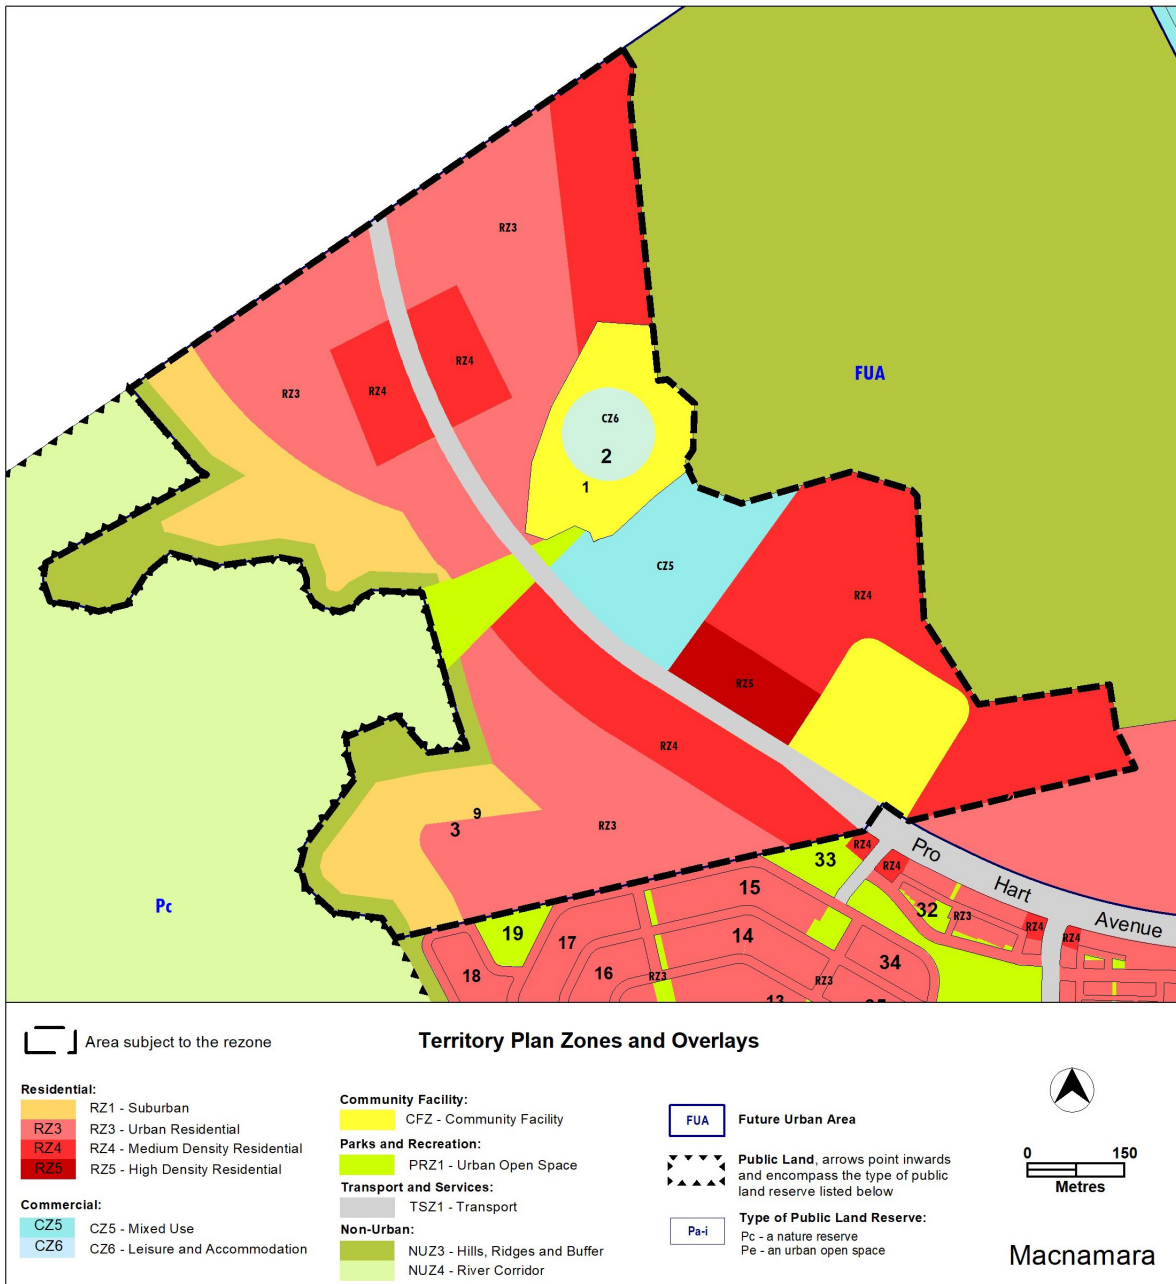 RZ3
FUA
RZ4
RZ3
RZ4
CZ6
2
1
CZ5
RZ4
RZ5
RZ4
9
3
RZ3
Pc
33
RZ4
RZ4
Pro
Hart
Avenue
15
32
RZ3
RZ4
RZ4
19
17
14
34
18
16
RZ3
RZ3
13
Area subject to the rezone
Territory Plan Zones and Overlays
Residential:
RZ1 - Suburban
RZ3 RZ3 - Urban Residential
RZ4 RZ4 - Medium Density Residential
RZ5 RZ5 - High Density Residential
Commercial:
CZ5 CZ5 - Mixed Use
CZ6 CZ6 - Leisure and Accommodation
Community Facility:
CFZ - Community Facility
Parks and Recreation:
PRZ1 - Urban Open Space
Transport and Services:
TSZ1 - Transport
Non-Urban:
NUZ3 - Hills, Ridges and Buffer
NUZ4 - River Corridor
FUA Future Urban Area
Public Land, arrows point inwards
and encompass the type of public
land reserve listed below
Pa-i Type of Public Land Reserve:
Pc - a nature reserve
Pe - an urban open space
0 150
Metres
Macnamara